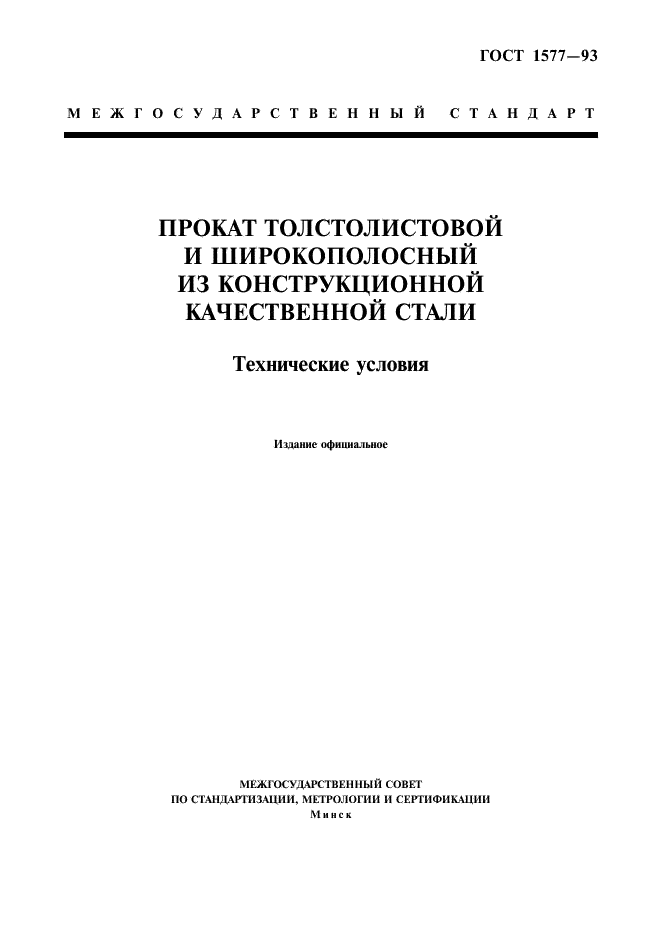 ГОСТ 1577—93
МЕЖГОСУДАРСТВЕННЫЙ СТАНДАРТ
ПРОКАТ ТОЛСТОЛИСТОВОЙ
И ШИРОКОПОЛОСНЫЙ
ИЗ КОНСТРУКЦИОННОЙ
КАЧЕСТВЕННОЙ СТАЛИ
Технические условия
Издание официальное
МЕЖГОСУДАРСТВЕННЫЙ СОВЕТ
ПО СТАНДАРТИЗАЦИИ, МЕТРОЛОГИИ И СЕРТИФИКАЦИИ
Минск